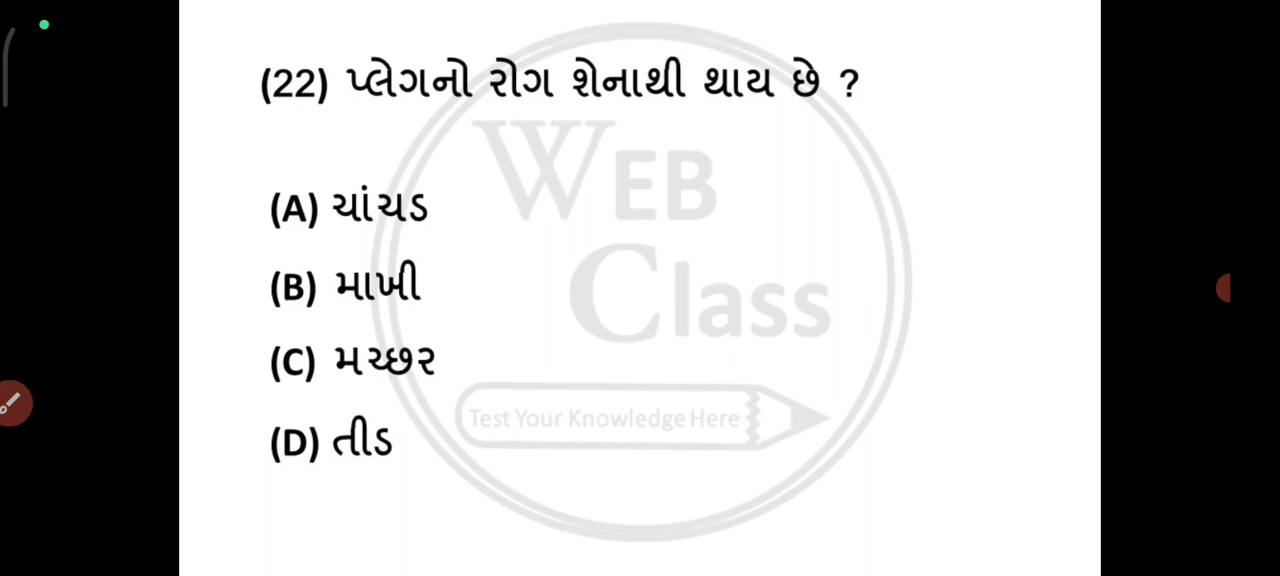 (22) પ્લેગનો રોગ શેનાથી થાય છે ?
WEB
Class
(A) ચાંચડ
(B) માખી
(C) મચ્છર
Test Your Knowledge Here
(D) તીડ